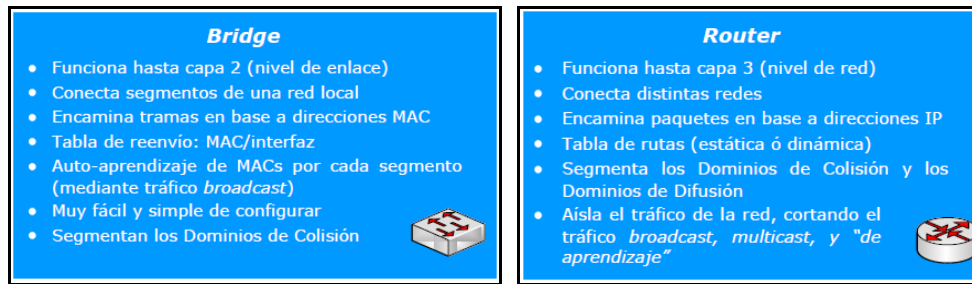 Bridge
• Funciona hasta capa 2 (nivel de enlace)
• Conecta segmentos de una red local
• Encamina tramas en base a direcciones MAC
• Tabla de reenvío: MAC/interfaz
• Auto-aprendizaje de MACs por cada segmento
(mediante tráfico broadcast)
• Muy fácil y simple de configurar
• Segmentan los Dominios de Colisión
Router
• Funciona hasta capa 3 (nivel de red)
• Conecta distintas redes
• Encamina paquetes en base a direcciones IP
• Tabla de rutas (estática ó dinámica)
• Segmenta los Dominios de Colisión y los
Dominios de Difusión
• Aísla el tráfico de la red, cortando el
tráfico broadcast, multicast, y “de
aprendizaje”